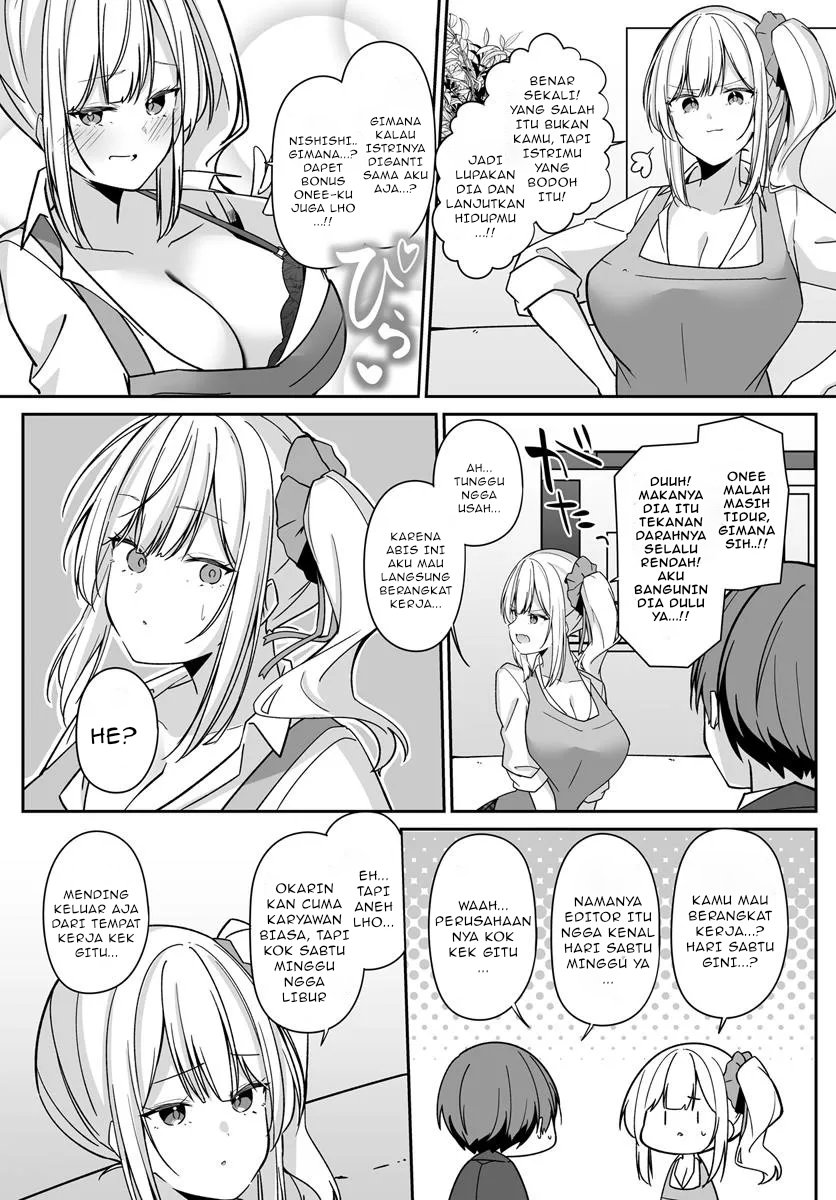 BENAR
SEKALI!
YANG SALAH
ITU BUKAN
KAMU, TAPI
ISTRIMU
YANG
BODOH
ITU!
JADI
LUPAKAN
DIA DAN
LANJUTKAN
HIDUPMU
...!!
GIMANA
KALAU
ISTRINYA
DIGANTI
SAMA AKU
AJA...?
NISHISHI..
GIMANA...?
DAPET
BONUS
ONEE-KU
JUGA LHO
...!!
ぴら
ONEE
MALAH
MASIH
TIDUR,
GIMANA
SIH..!!
DUUH!
MAKANYA
DIA ITU
TEKANAN
DARAHNYA
SELALU
RENDAH!
AKU
BANGUNIN
DIA DULU
YA...!!
AH...
TUNGGU
NGGA
USAH...
KARENA
ABIS INI
AKU MAU
LANGSUNG
BERANGKAT
KERJA...
HE?
KAMU MAU
BERANGKAT
KERJA...?
HARI SABTU
GINI...?
NAMANYA
EDITOR ITU
NGGA KENAL
HARI SABTU
MINGGU YA
...
WAAH...
PERUSAHAAN
NYA KOK
KEK GITU
...
EH...
TAPI
ANEH
LHO...
OKARIN
KAN CUMA
KARYAWAN
BIASA, TAPI
KOK SABTU
MINGGU
NGGA
LIBUR
MENDING
KELUAR AJA
DARI TEMPAT
KERJA KEK
GITU...